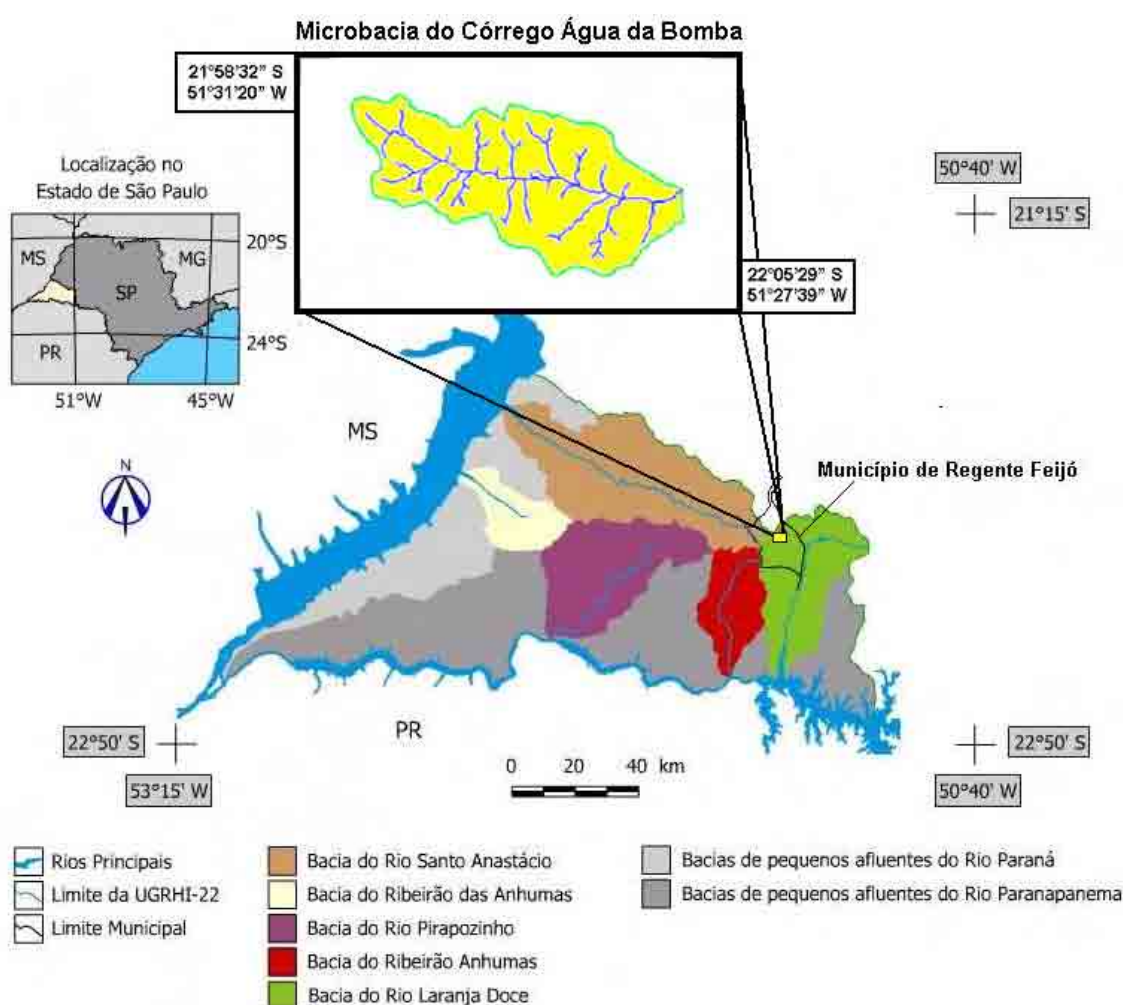 Microbacia do Córrego Água da Bomba
21°58'32” S
51°31'20” W
Localização no
Estado de São Paulo
MS
MG
SP
PR
20°S
24°S
51°W
45°W
50°40' W
21°15' S
22°05'29” S
51°27'39” W
MS
N
Município de Regente Feijó
PR
22°50' S
53°15' W
0 20 40 km
22°50' S
50°40' W
Rios Principais
Limite da UGRHI-22
Limite Municipal
Bacia do Rio Santo Anastácio
Bacia do Ribeirão das Anhumas
Bacia do Rio Pirapozinho
Bacia do Ribeirão Anhumas
Bacia do Rio Laranja Doce
Bacias de pequenos afluentes do Rio Paraná
Bacias de pequenos afluentes do Rio Paranapanema